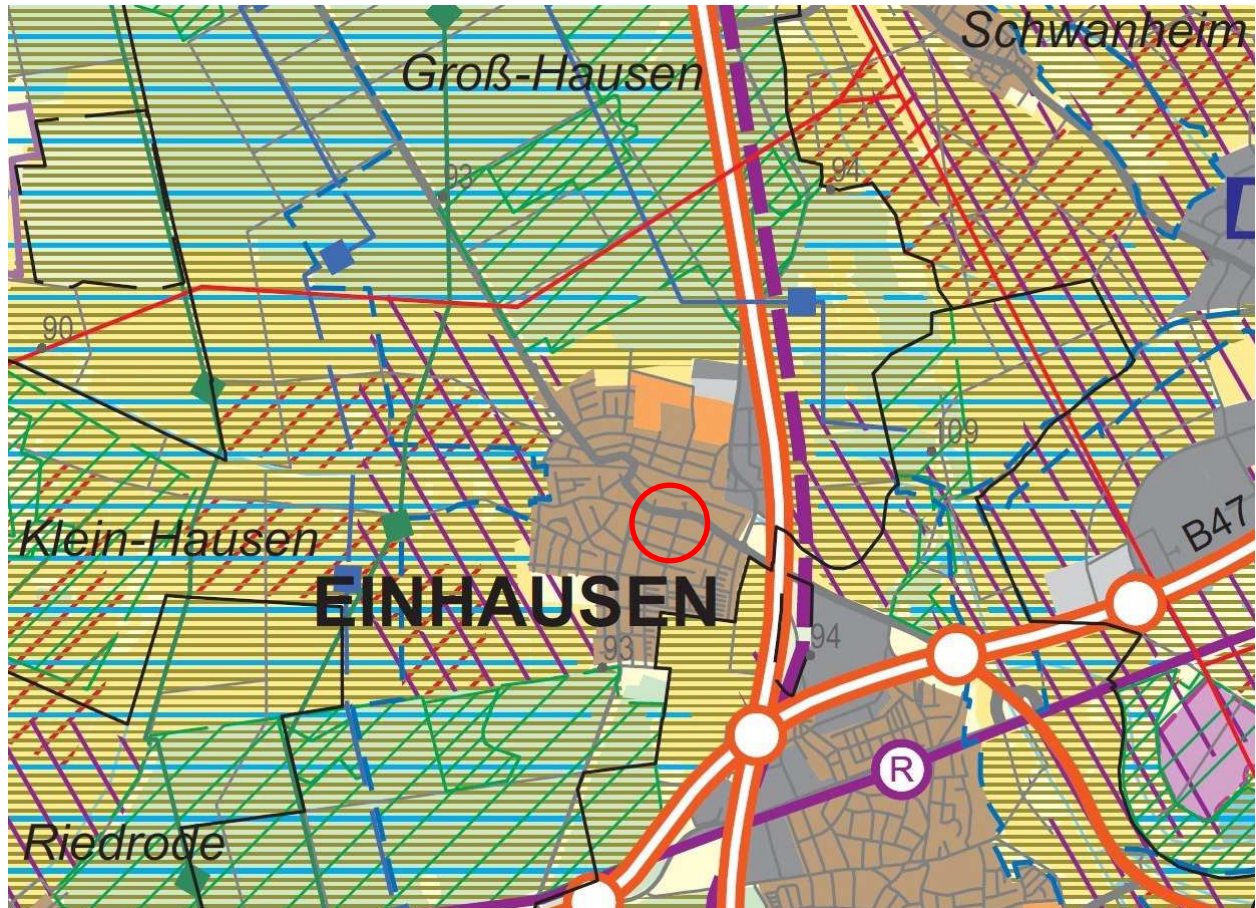 Schwanheim
Groß-Hausen
93
94
90
109
Klein-Hausen
B47
EINHAUSEN
93
94
R
Riedrode